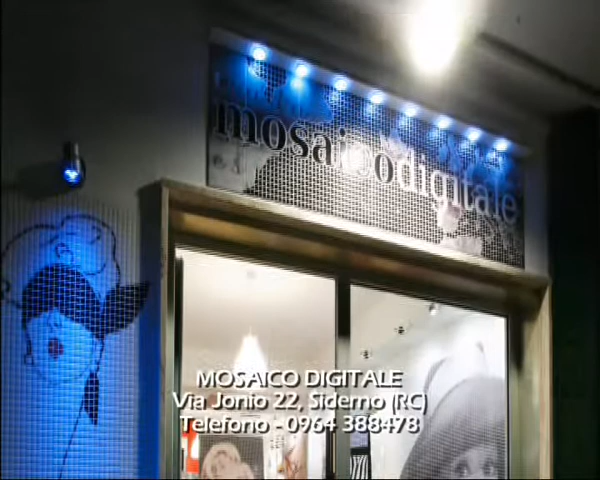 mosaicodigitale
MOSAICO DIGITALE
Via Jonio 22, Siderno (RC)
Telefono - 0964 388478